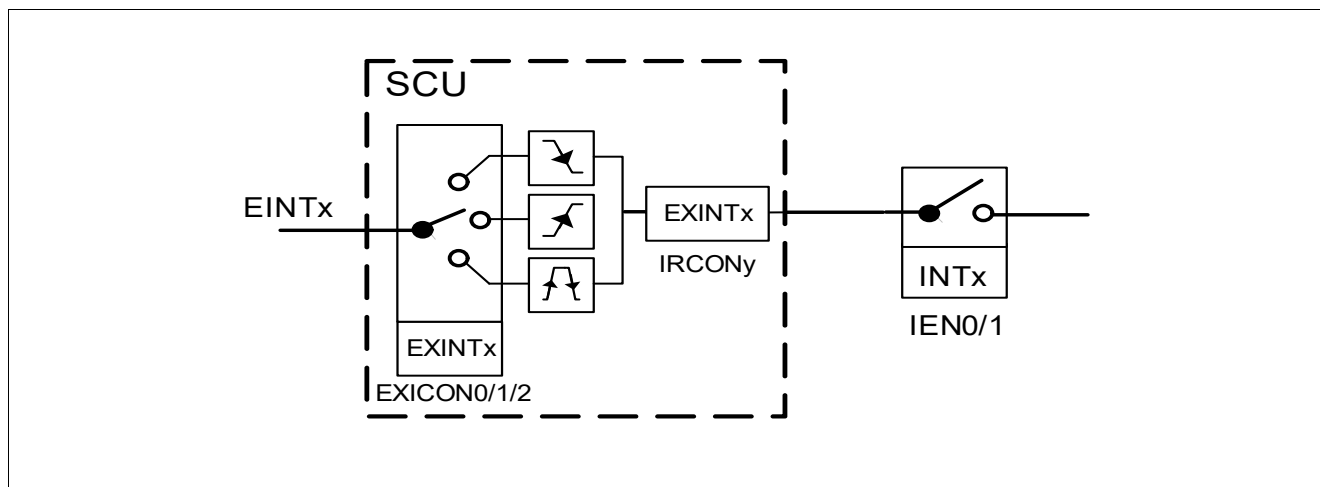 SCU
EINTx
EXINTx
IRCONy
EXINTx
EXICON0/1/2
INTx
IEN0/1